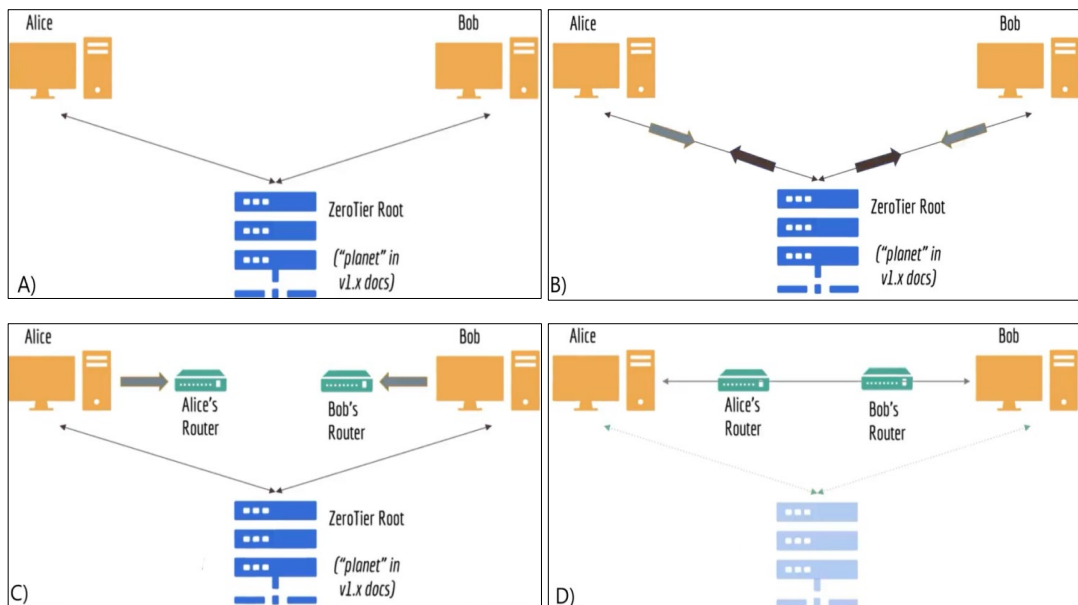 Alice
Bob
ZeroTier Root
(“planet” in
v1.x docs)
A)
Alice
Bob
ZeroTier Root
(“planet” in
v1.x docs)
B)
Alice
Bob
Alice's
Router
Bob's
Router
ZeroTier Root
(“planet” in
v1.x docs)
C)
Alice
Bob
Alice's
Router
Bob's
Router
D)